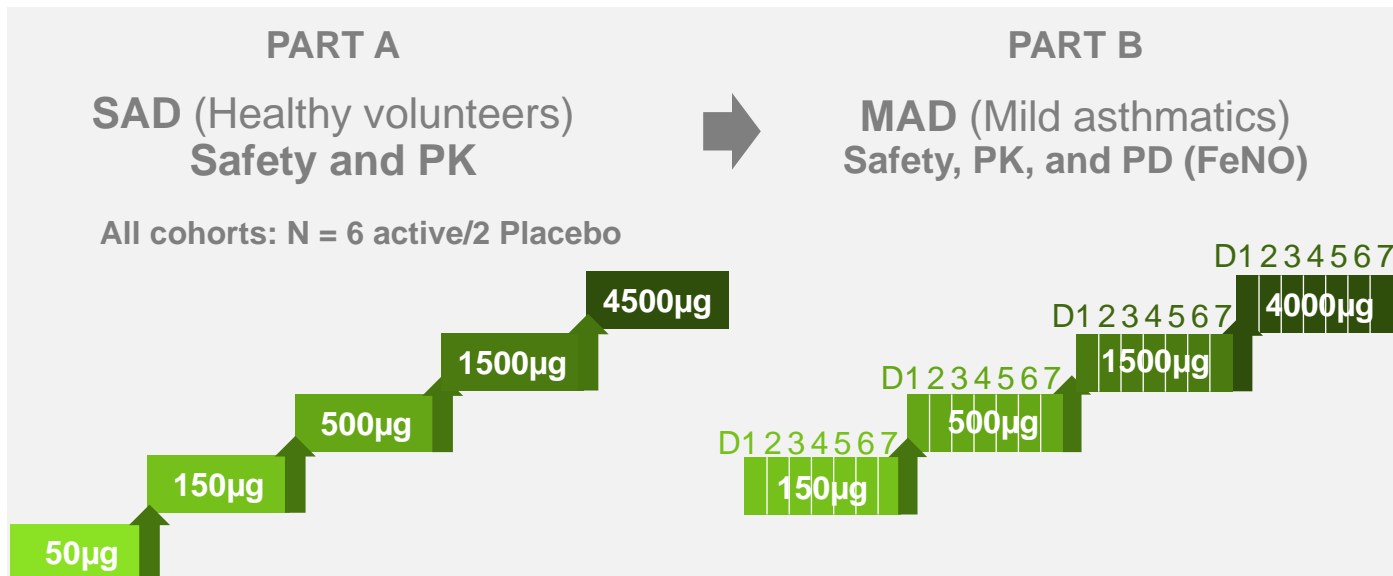 PART A
SAD (Healthy volunteers)
Safety and PK
All cohorts: N = 6 active/2 Placebo
4500µg
1500µg
500µg
150µg
50µg
PART B
MAD (Mild asthmatics)
Safety, PK, and PD (FeNO)
D1 2 3 4 5 6 7
4000µg
D1 2 3 4 5 6 7
1500µg
D1 2 3 4 5 6 7
500µg
D1 2 3 4 5 6 7
150µg